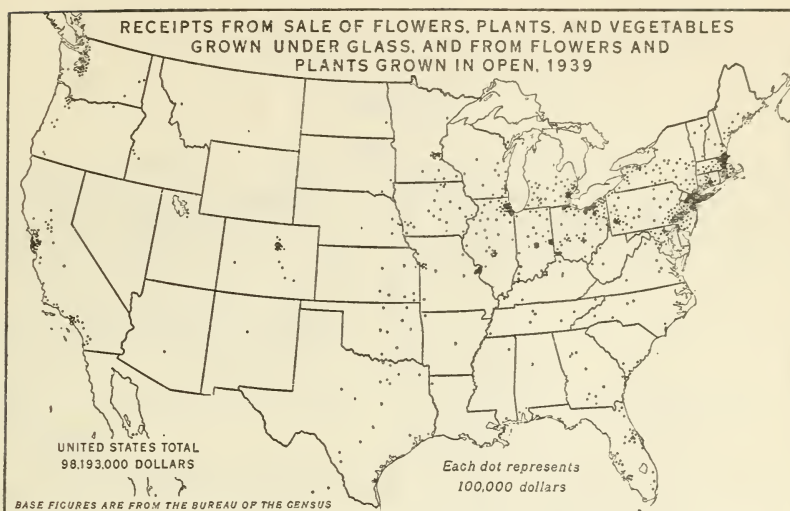 RECEIPTS FROM SALE OF FLOWERS, PLANTS, AND VEGETABLES
GROWN UNDER GLASS, AND FROM FLOWERS AND
PLANTS GROWN IN OPEN, 1939
UNITED STATES TOTAL
98,193,000 DOLLARS
Each dot represents
100,000 dollars
BASE FIGURES ARE FROM THE BUREAU OF THE CENSUS